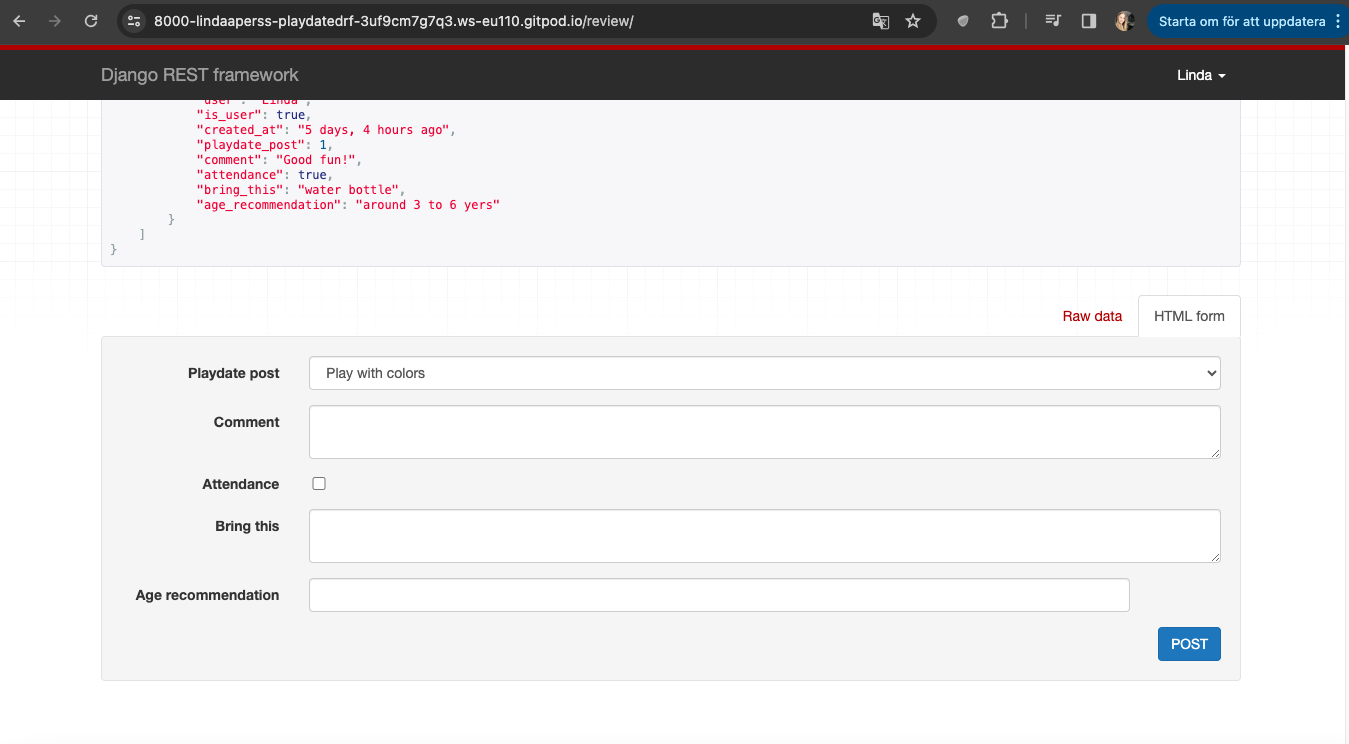 8000-lindaaperss-playdatedrf-3uf9cm7g7q3.ws-eu110.gitpod.io/review/
Starta om för att uppdatera
Django REST framework
Linda
"user": "Linda",
"is_user": true,
"created_at": "5 days, 4 hours ago",
"playdate_post": 1,
"comment": "Good fun!",
"attendance": true,
"bring_this": "water bottle",
"age_recommendation": "around 3 to 6 yers"
}
]
}
Raw data
HTML form
Playdate post
Play with colors
Comment
Attendance
Bring this
Age recommendation
POST